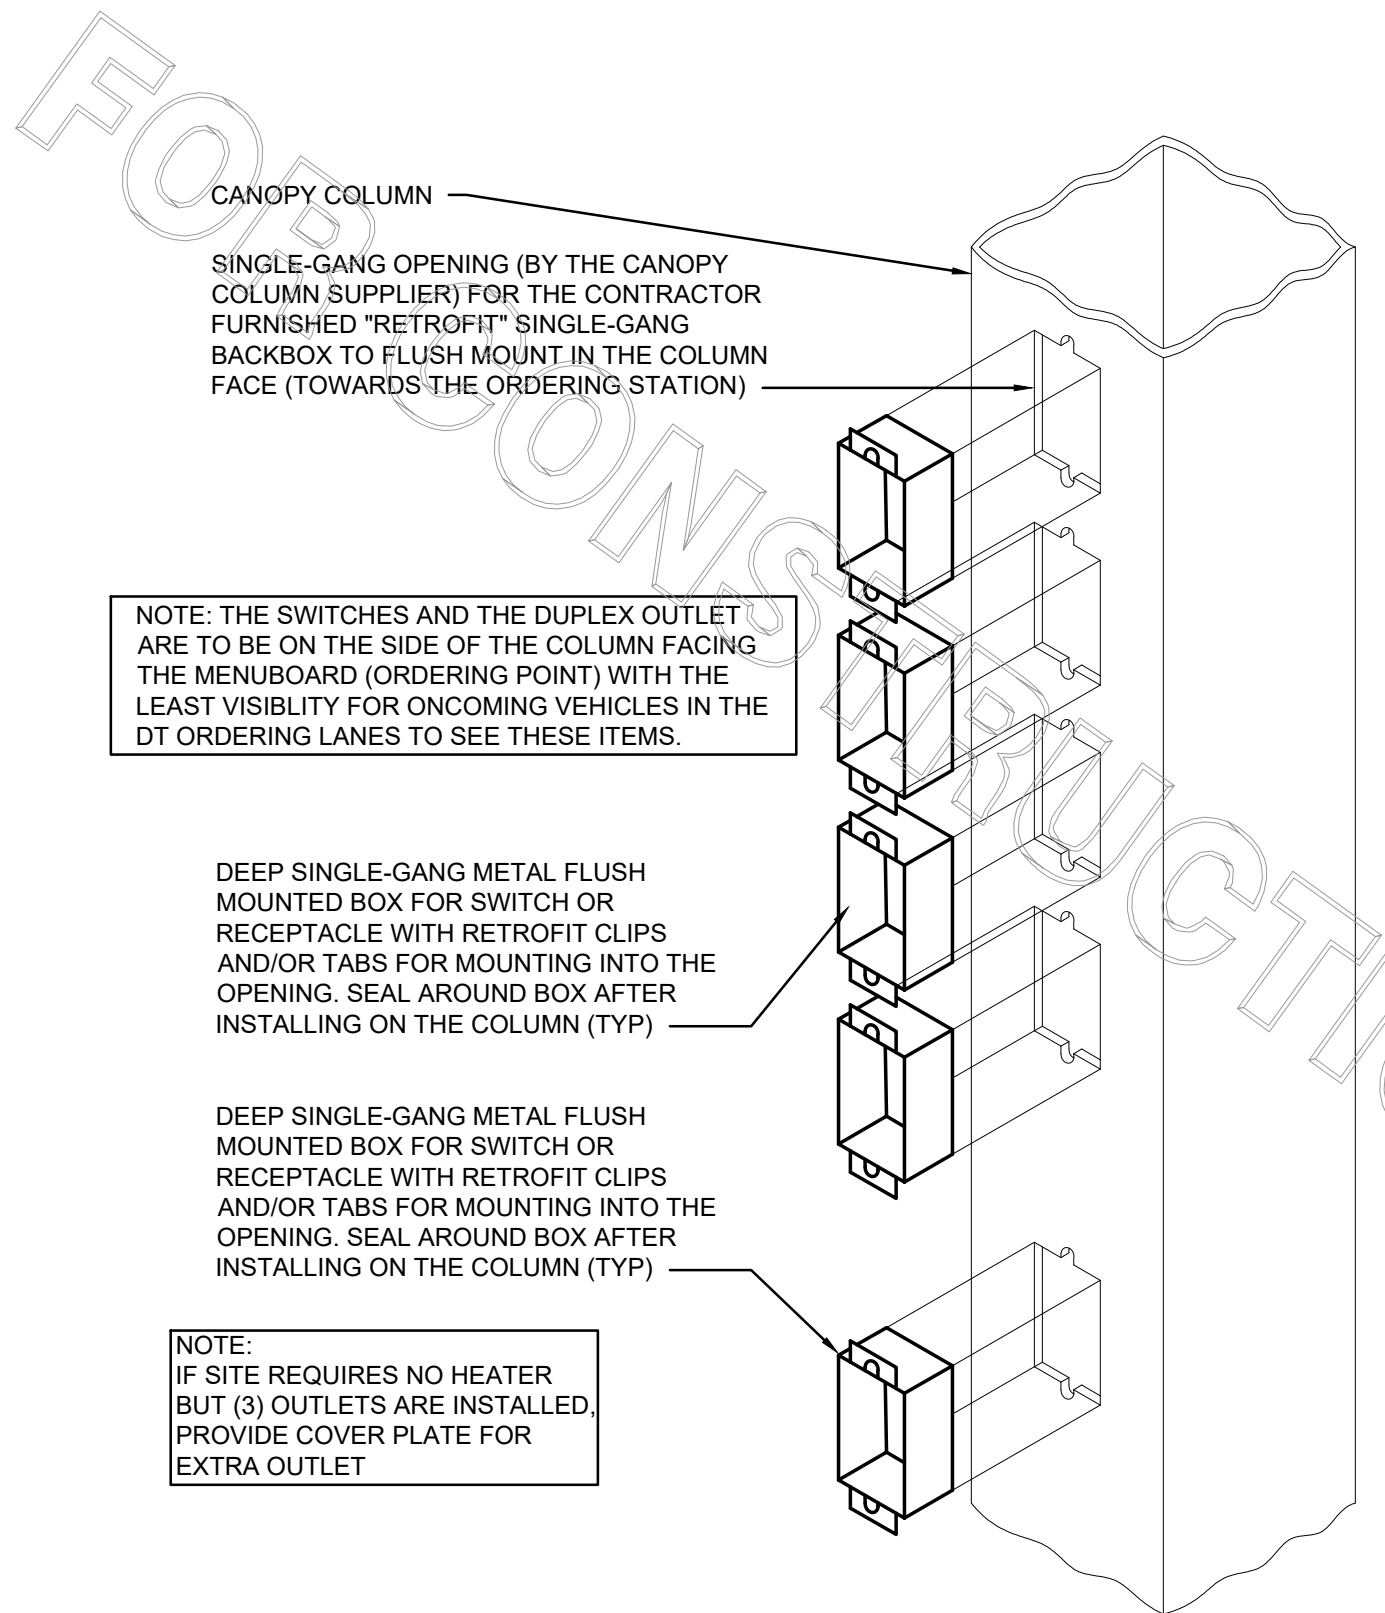 CANOPY COLUMN
SINGLE-GANG OPENING (BY THE CANOPY
COLUMN SUPPLIER) FOR THE CONTRACTOR
FURNISHED "RETROFIT" SINGLE-GANG
BACKBOX TO FLUSH MOUNT IN THE COLUMN
FACE (TOWARDS THE ORDERING STATION)
NOTE: THE SWITCHES AND THE DUPLEX OUTLET
ARE TO BE ON THE SIDE OF THE COLUMN FACING
THE MENUBOARD (ORDERING POINT) WITH THE
LEAST VISIBLITY FOR ONCOMING VEHICLES IN THE
DT ORDERING LANES TO SEE THESE ITEMS.
DEEP SINGLE-GANG METAL FLUSH
MOUNTED BOX FOR SWITCH OR
RECEPTACLE WITH RETROFIT CLIPS
AND/OR TABS FOR MOUNTING INTO THE
OPENING. SEAL AROUND BOX AFTER
INSTALLING ON THE COLUMN (TYP)
DEEP SINGLE-GANG METAL FLUSH
MOUNTED BOX FOR SWITCH OR
RECEPTACLE WITH RETROFIT CLIPS
AND/OR TABS FOR MOUNTING INTO THE
OPENING. SEAL AROUND BOX AFTER
INSTALLING ON THE COLUMN (TYP)
NOTE:
IF SITE REQUIRES NO HEATER
BUT (3) OUTLETS ARE INSTALLED,
PROVIDE COVER PLATE FOR
EXTRA OUTLET
FOR CONSTRUCTIO